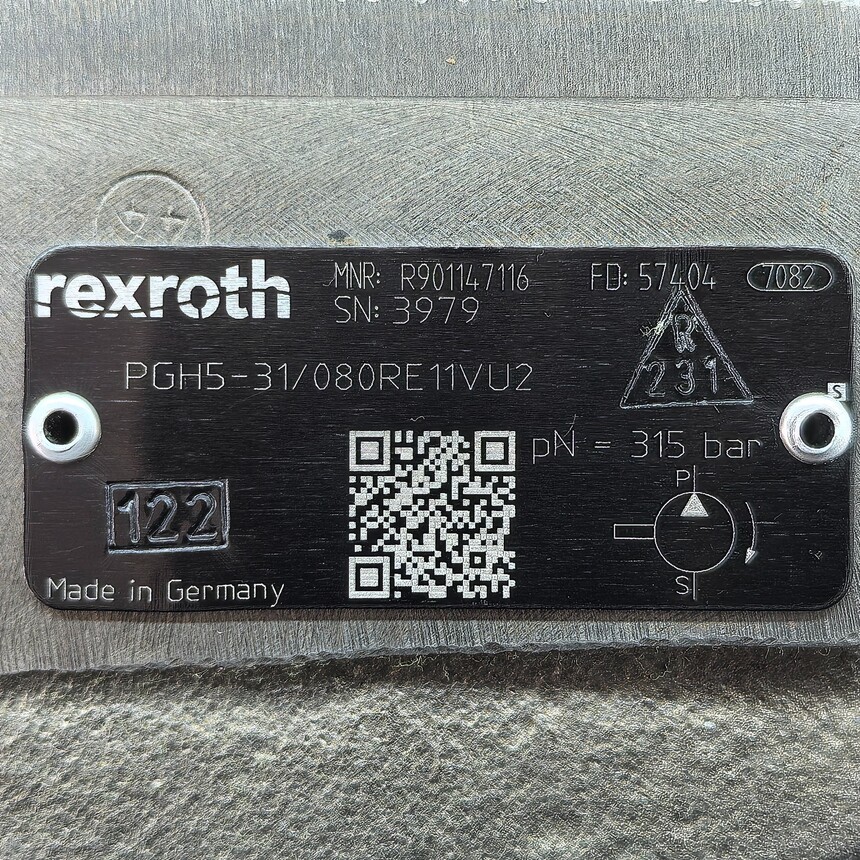 rexroth
MNR: R901147116
FD: 57404
7082
SN: 3979
PGH5-31/080RE11VU2
R
231
S
pN = 315 bar
P
122
S
Made in Germany